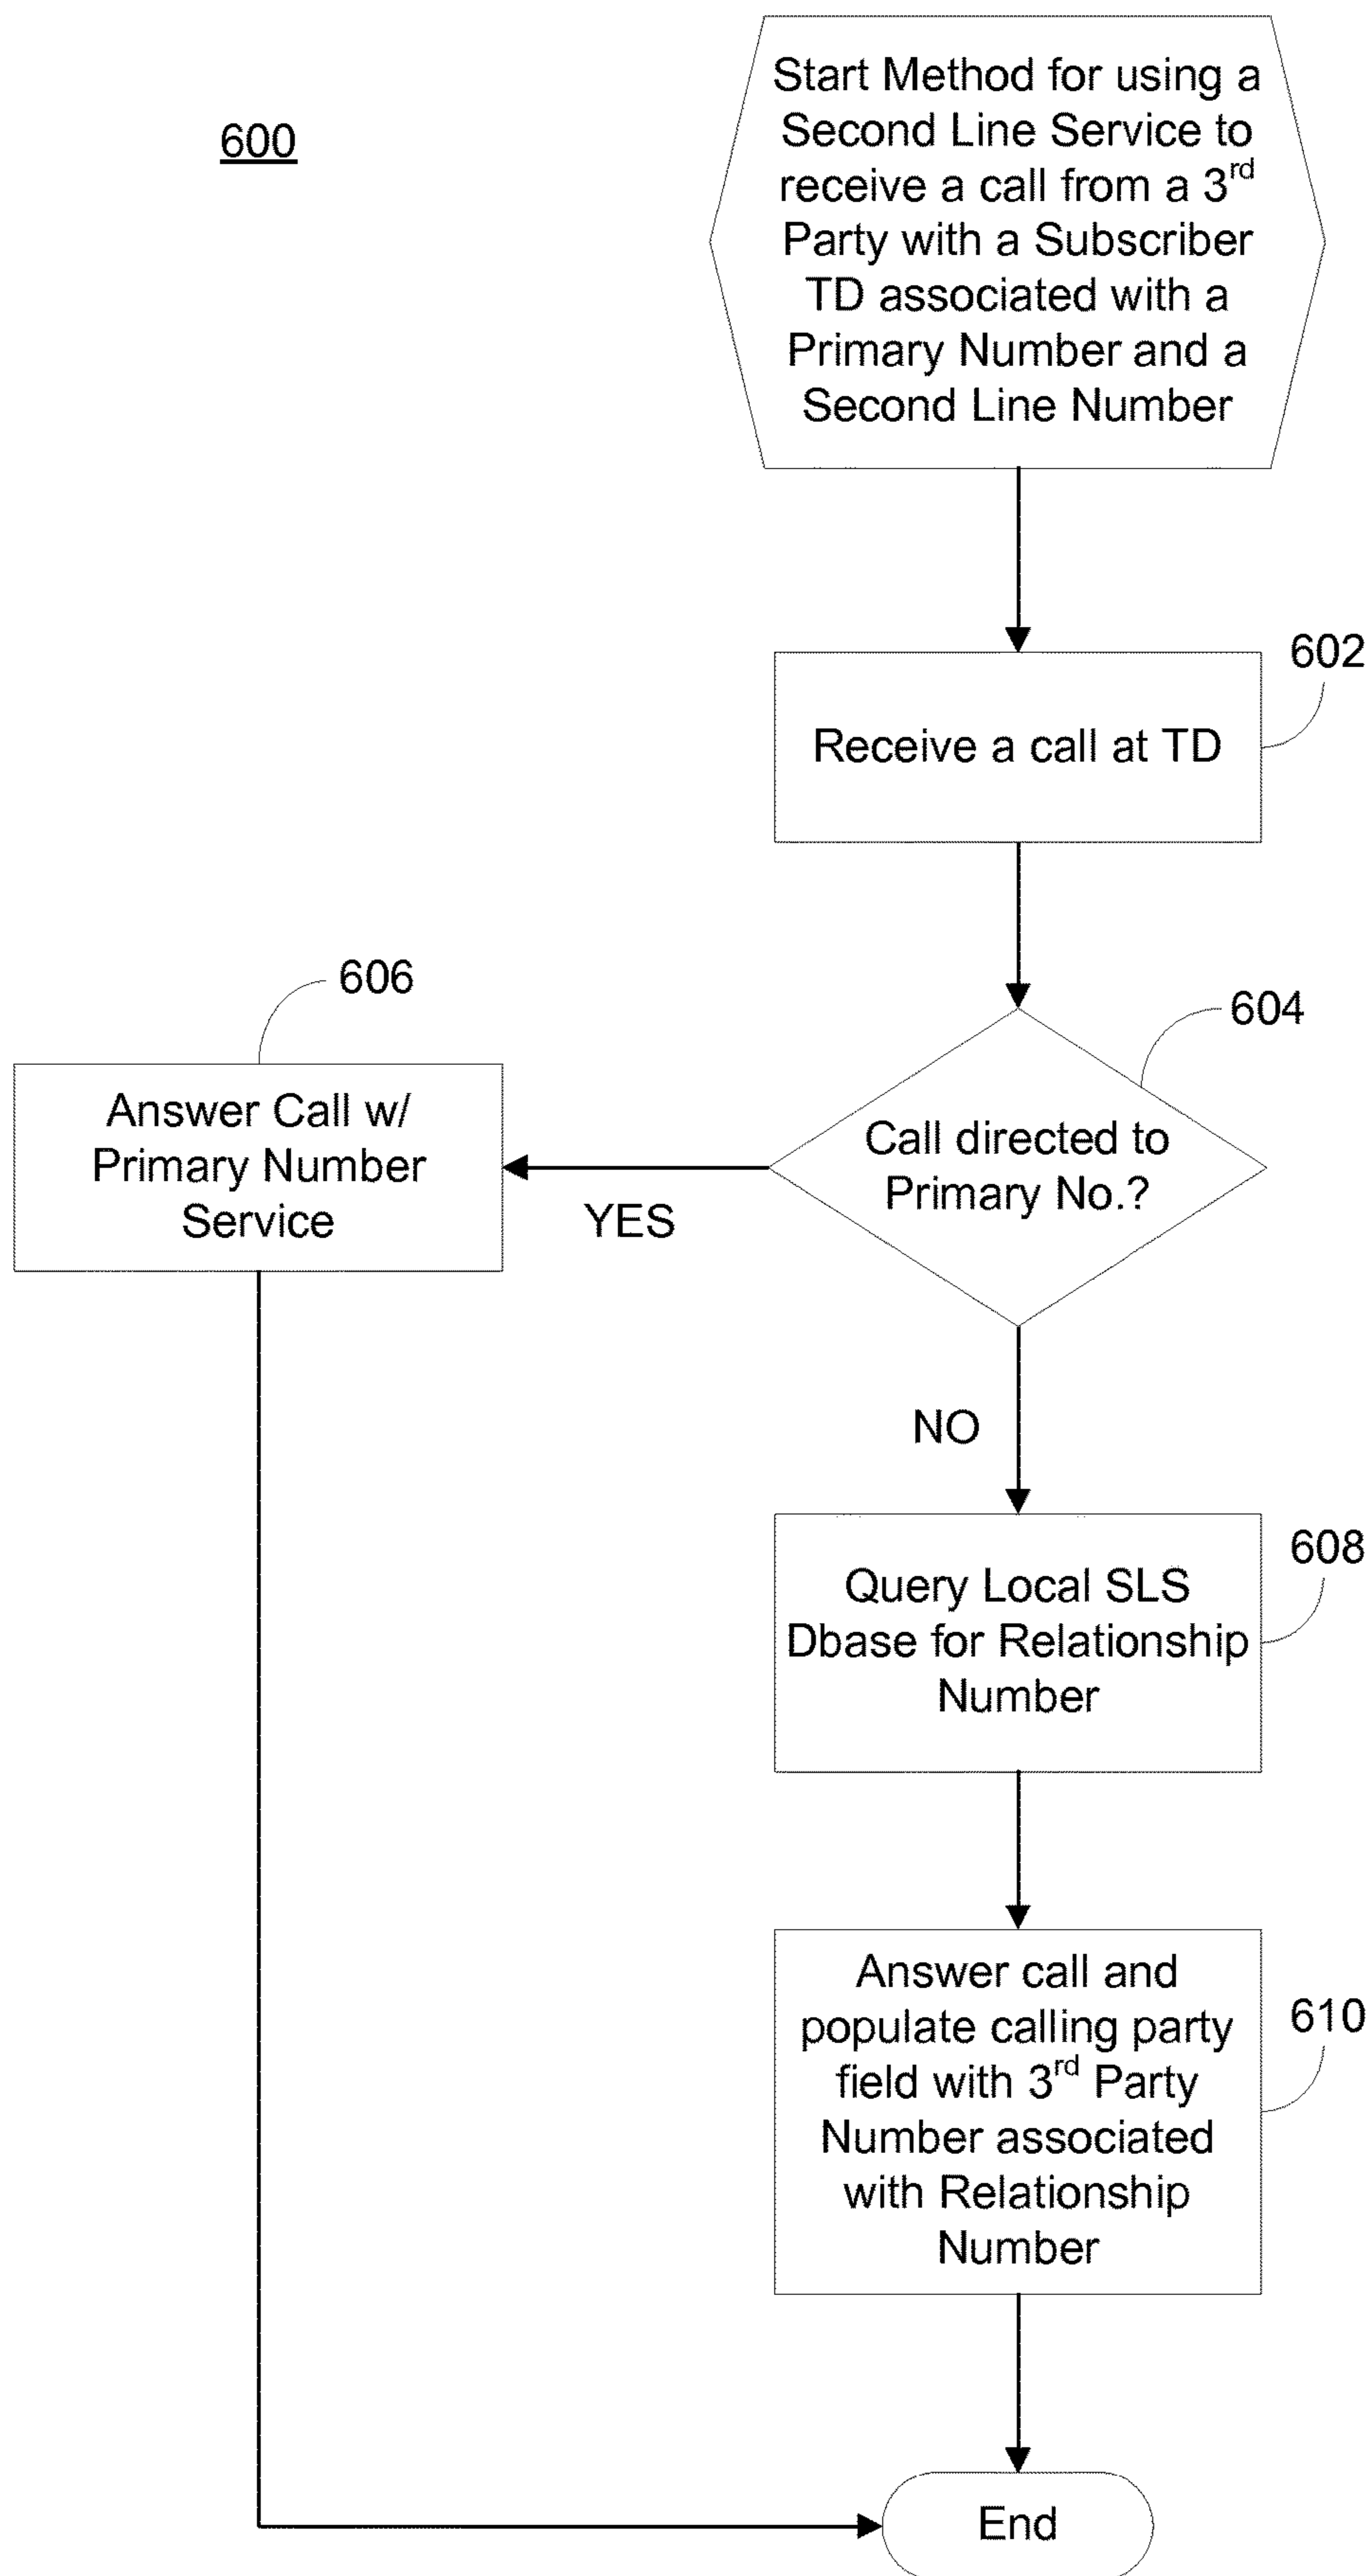 600
Start Method for using a
Second Line Service to
receive a call from a 3rd
Party with a Subscriber
TD associated with a
Primary Number and a
Second Line Number
602
Receive a call at TD
606
604
Answer Call w/
Primary Number
Service
Call directed to
Primary No.?
YES
NO
608
Query Local SLS
Dbase for Relationship
Number
Answer call and
populate calling party
field with 3rd Party
Number associated
with Relationship
Number
610
End